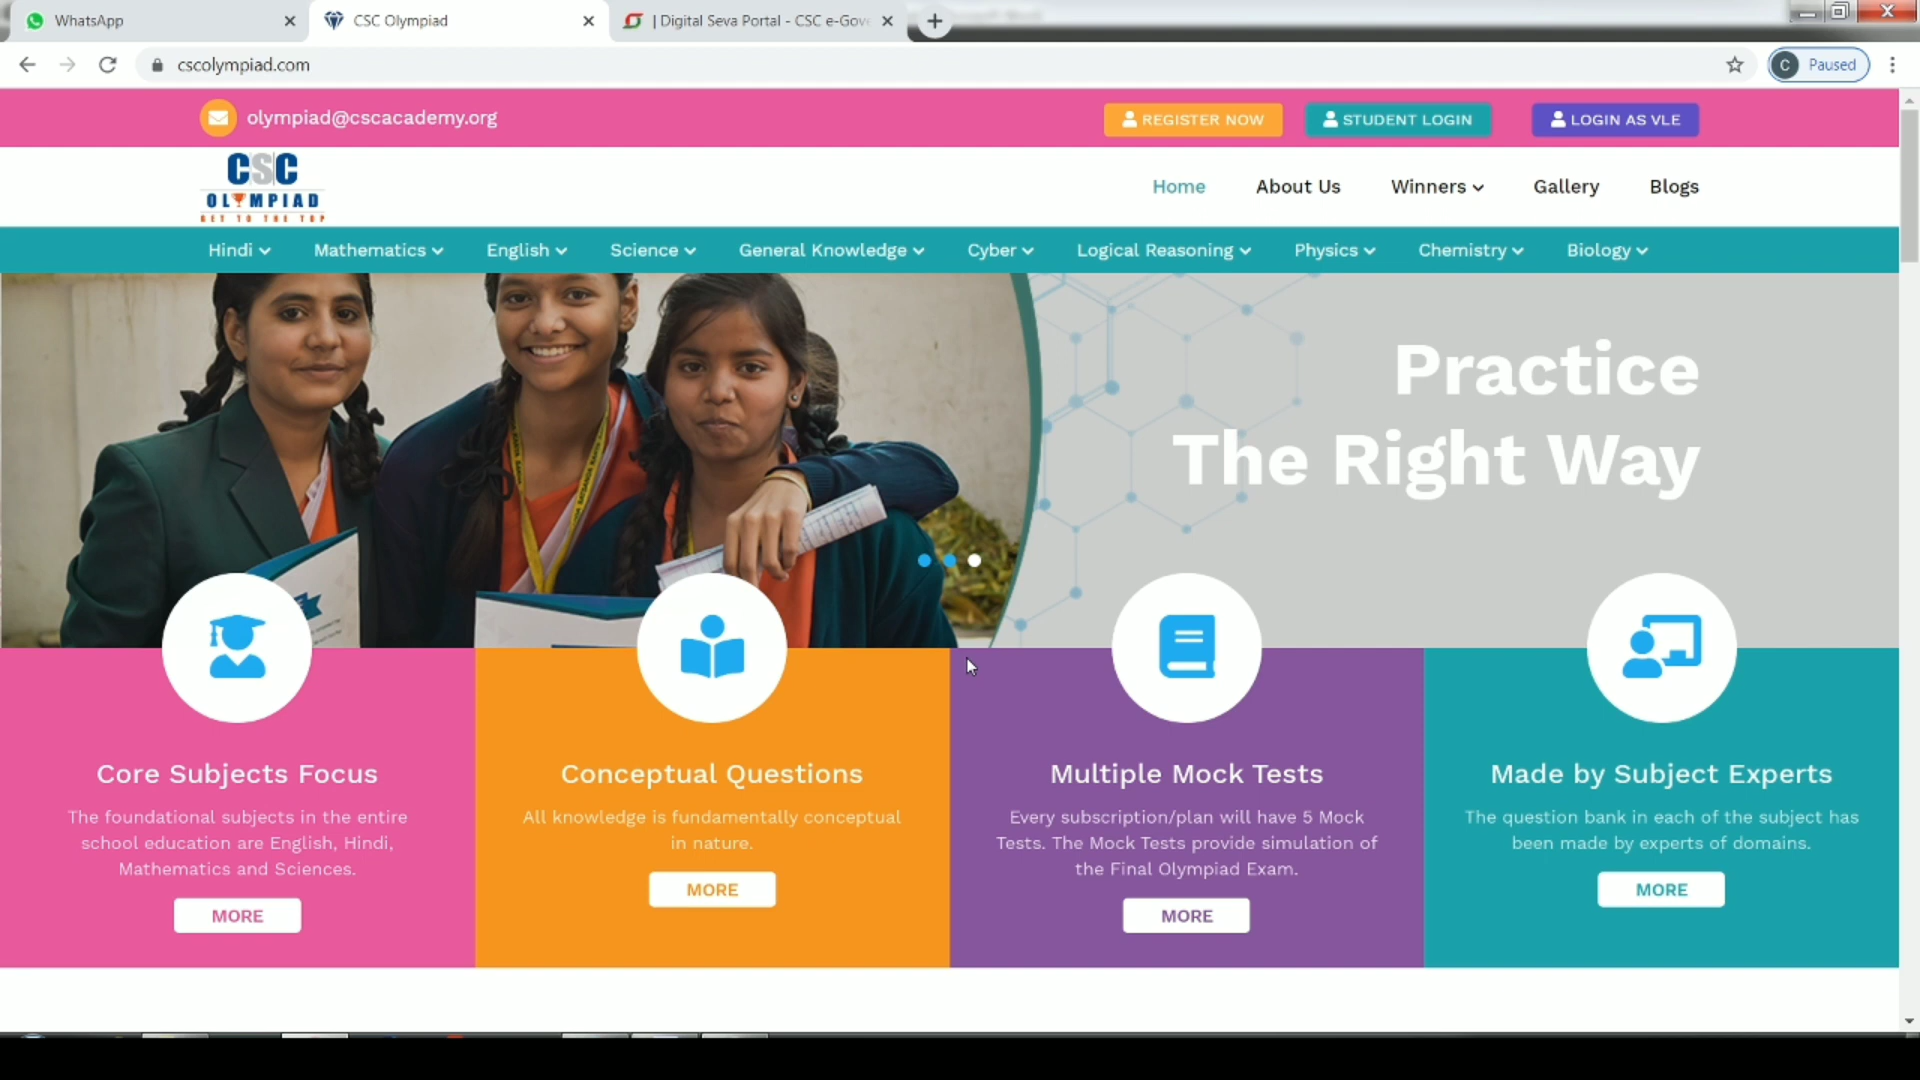 WhatsApp
CSC Olympiad
| Digital Seva Portal - CSC e-Gove
cscolympiad.com
C Paused
olympiad@cscacademy.org
REGISTER NOW
STUDENT LOGIN
LOGIN AS VLE
CSC
OLYMPIAD
GET TO THE TOP
Home
About Us
Winners
Gallery
Blogs
Hindi
Mathematics
English
Science
General Knowledge
Cyber
Logical Reasoning
Physics
Chemistry
Biology
Practice
The Right Way
Core Subjects Focus
The foundational subjects in the entire
school education are English, Hindi,
Mathematics and Sciences.
MORE
Conceptual Questions
All knowledge is fundamentally conceptual
in nature.
MORE
Multiple Mock Tests
Every subscription/plan will have 5 Mock
Tests. The Mock Tests provide simulation of
the Final Olympiad Exam.
MORE
Made by Subject Experts
The question bank in each of the subject has
been made by experts of domains.
MORE